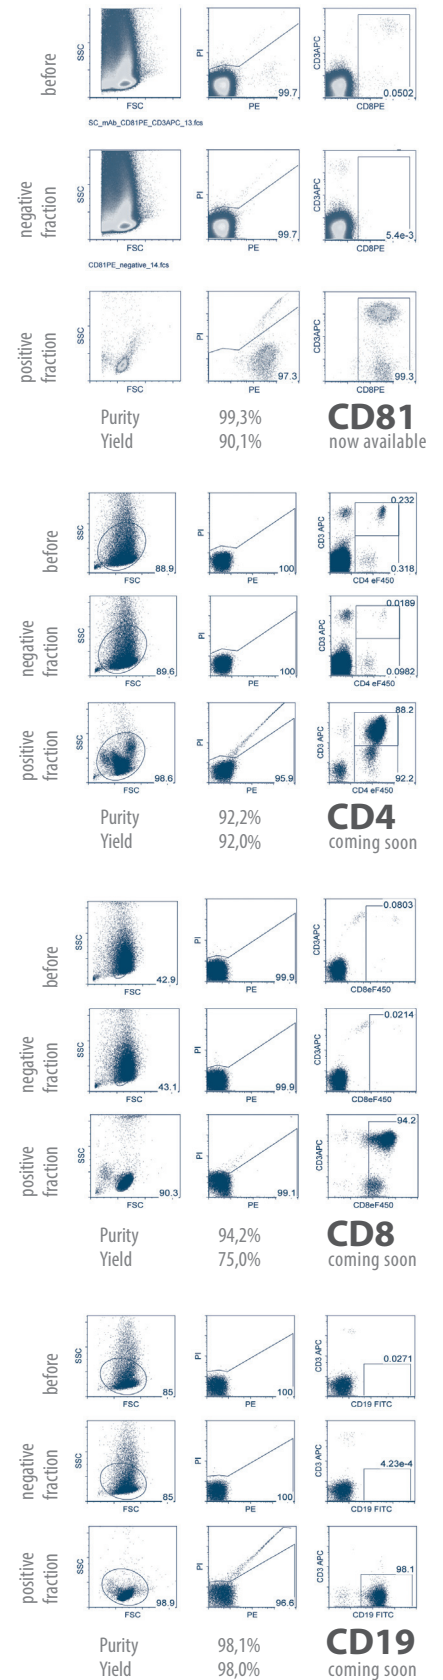 before
SSC
FSC
PI
PE
99.7
CD3APC
CD8PE
0.0502
SC_mAb_CD81PE_CD3APC_13.fcs
negative
fraction
SSC
FSC
PI
PE
99.7
CD3APC
CD8PE
5.4e-3
CD81PE_negative_14.fcs
positive
fraction
SSC
FSC
PI
PE
97.3
CD3APC
CD8PE
99.3
Purity 99,3%
Yield 90,1%
CD81
now available
before
SSC
FSC
88.9
PI
PE
100
CD3 APC
CD4 eF450
0.232
0.318
negative
fraction
SSC
FSC
89.6
PI
PE
100
CD3 APC
CD4 eF450
0.0189
0.0982
positive
fraction
SSC
FSC
98.6
PI
PE
95.9
CD3 APC
CD4 eF450
88.2
92.2
Purity 92,2%
Yield 92,0%
CD4
coming soon
before
SSC
FSC
42.9
PI
PE
99.9
CD3APC
CD8eF450
0.0803
negative
fraction
SSC
FSC
43.1
PI
PE
99.9
CD3APC
CD8eF450
0.0214
positive
fraction
SSC
FSC
90.3
PI
PE
99.1
CD3APC
CD8eF450
94.2
Purity 94,2%
Yield 75,0%
CD8
coming soon
before
SSC
FSC
85
PI
PE
100
CD3 APC
CD19 FITC
0.0271
negative
fraction
SSC
FSC
85
PI
PE
100
CD3 APC
CD19 FITC
4.23e-4
positive
fraction
SSC
FSC
98.9
PI
PE
96.6
CD3 APC
CD19 FITC
98.1
Purity 98,1%
Yield 98,0%
CD19
coming soon